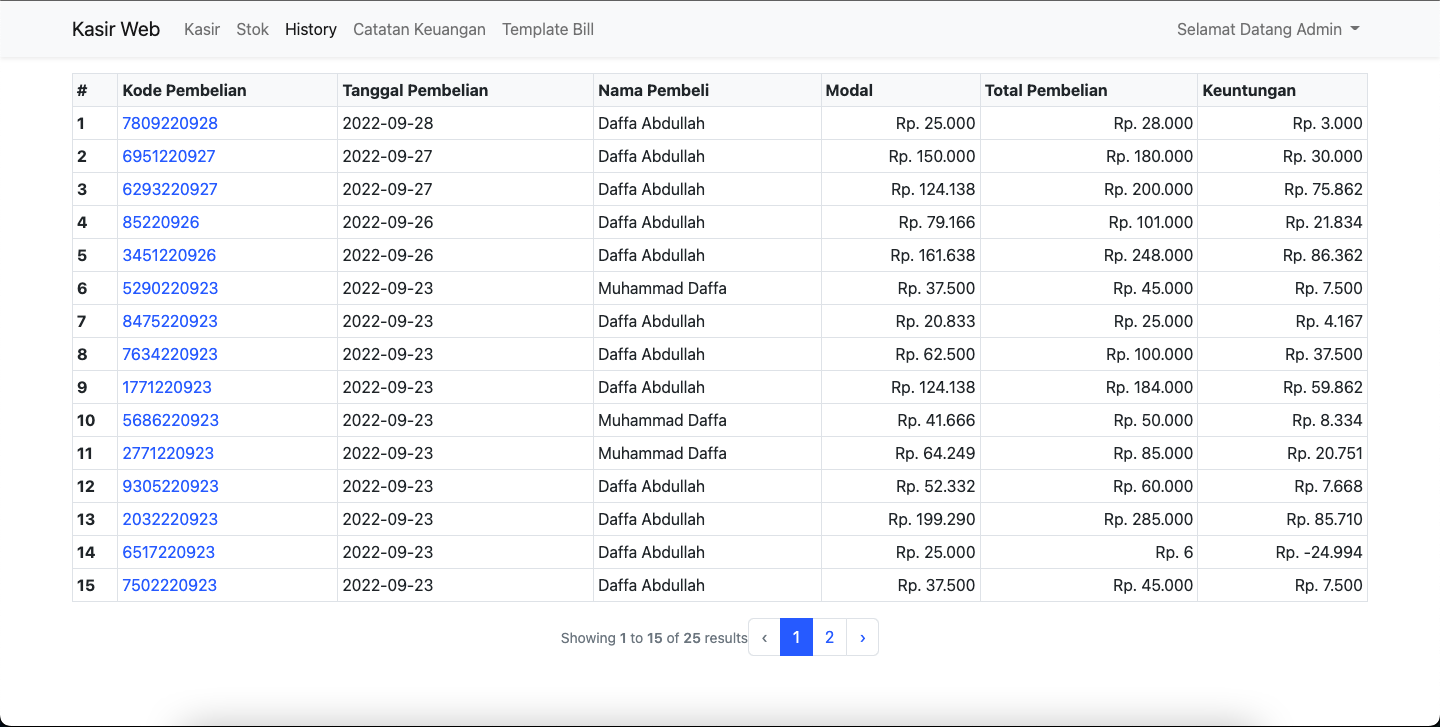 Kasir Web Kasir Stok History Catatan Keuangan Template Bill Selamat Datang Admin
# Kode Pembelian Tanggal Pembelian Nama Pembeli Modal Total Pembelian Keuntungan
1 7809220928 2022-09-28 Daffa Abdullah Rp. 25.000 Rp. 28.000 Rp. 3.000
2 6951220927 2022-09-27 Daffa Abdullah Rp. 150.000 Rp. 180.000 Rp. 30.000
3 6293220927 2022-09-27 Daffa Abdullah Rp. 124.138 Rp. 200.000 Rp. 75.862
4 85220926 2022-09-26 Daffa Abdullah Rp. 79.166 Rp. 101.000 Rp. 21.834
5 3451220926 2022-09-26 Daffa Abdullah Rp. 161.638 Rp. 248.000 Rp. 86.362
6 5290220923 2022-09-23 Muhammad Daffa Rp. 37.500 Rp. 45.000 Rp. 7.500
7 8475220923 2022-09-23 Daffa Abdullah Rp. 20.833 Rp. 25.000 Rp. 4.167
8 7634220923 2022-09-23 Daffa Abdullah Rp. 62.500 Rp. 100.000 Rp. 37.500
9 1771220923 2022-09-23 Daffa Abdullah Rp. 124.138 Rp. 184.000 Rp. 59.862
10 5686220923 2022-09-23 Muhammad Daffa Rp. 41.666 Rp. 50.000 Rp. 8.334
11 2771220923 2022-09-23 Muhammad Daffa Rp. 64.249 Rp. 85.000 Rp. 20.751
12 9305220923 2022-09-23 Daffa Abdullah Rp. 52.332 Rp. 60.000 Rp. 7.668
13 2032220923 2022-09-23 Daffa Abdullah Rp. 199.290 Rp. 285.000 Rp. 85.710
14 6517220923 2022-09-23 Daffa Abdullah Rp. 25.000 Rp. 6 Rp. -24.994
15 7502220923 2022-09-23 Daffa Abdullah Rp. 37.500 Rp. 45.000 Rp. 7.500
Showing 1 to 15 of 25 results ‹ 1 2 ›